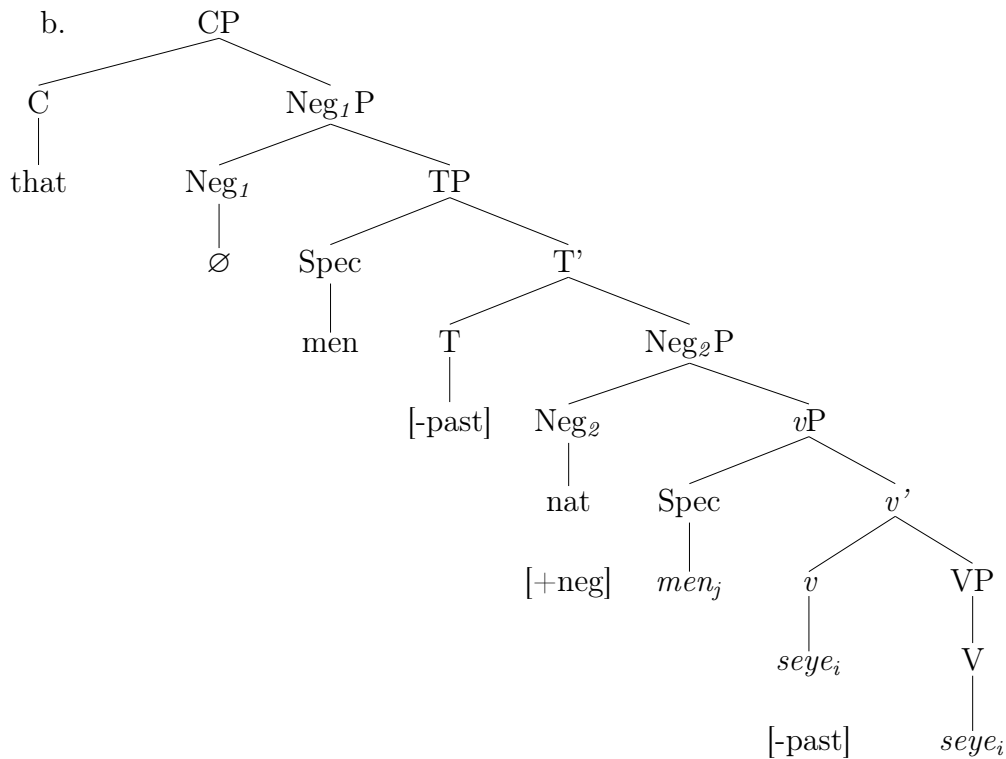 b. CP
C Neg₁P
that Neg₁ TP
∅ Spec T'
men T Neg₂P
[-past] Neg₂ vP
nat Spec v'
[+neg] menⱼ v VP
seyeᵢ V
[-past] seyeᵢ